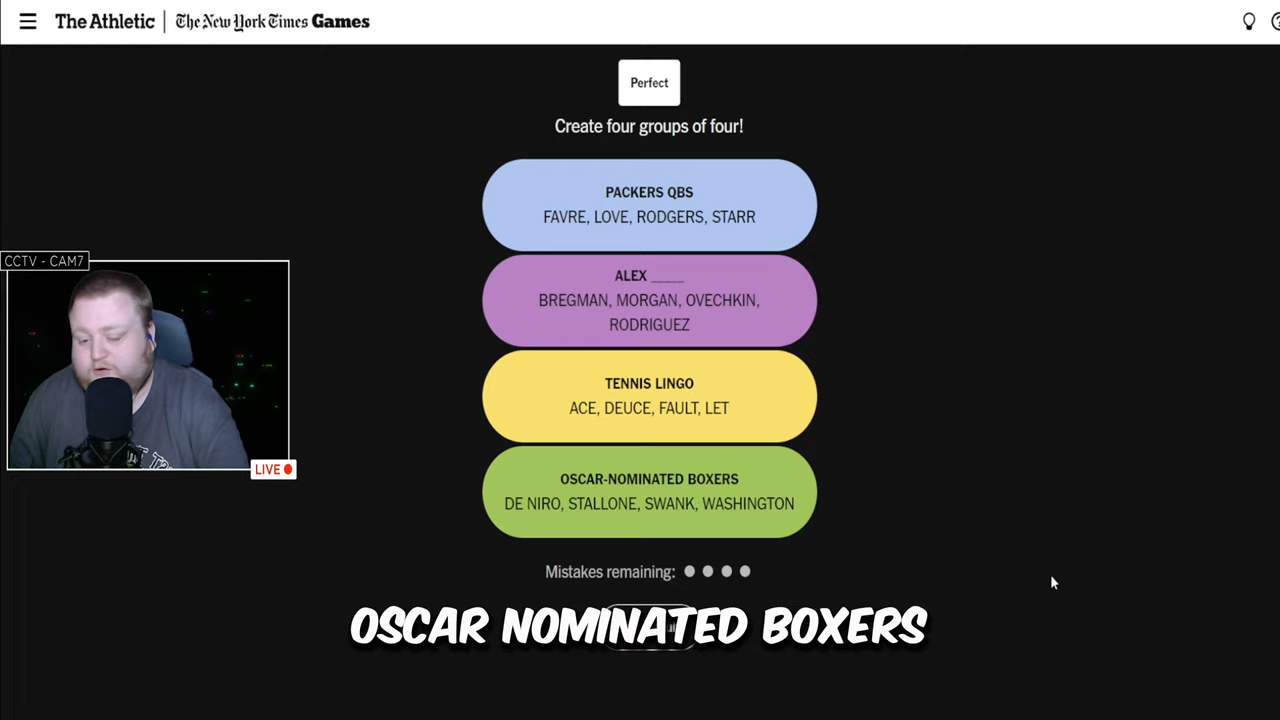 The Athletic | The New York Times Games
Perfect
Create four groups of four!
PACKERS QBS
FAVRE, LOVE, RODGERS, STARR
ALEX _____
BREGMAN, MORGAN, OVECHKIN,
RODRIGUEZ
TENNIS LINGO
ACE, DEUCE, FAULT, LET
OSCAR-NOMINATED BOXERS
DE NIRO, STALLONE, SWANK, WASHINGTON
CCTV - CAM7
LIVE
Mistakes remaining:
OSCAR NOMINATED BOXERS